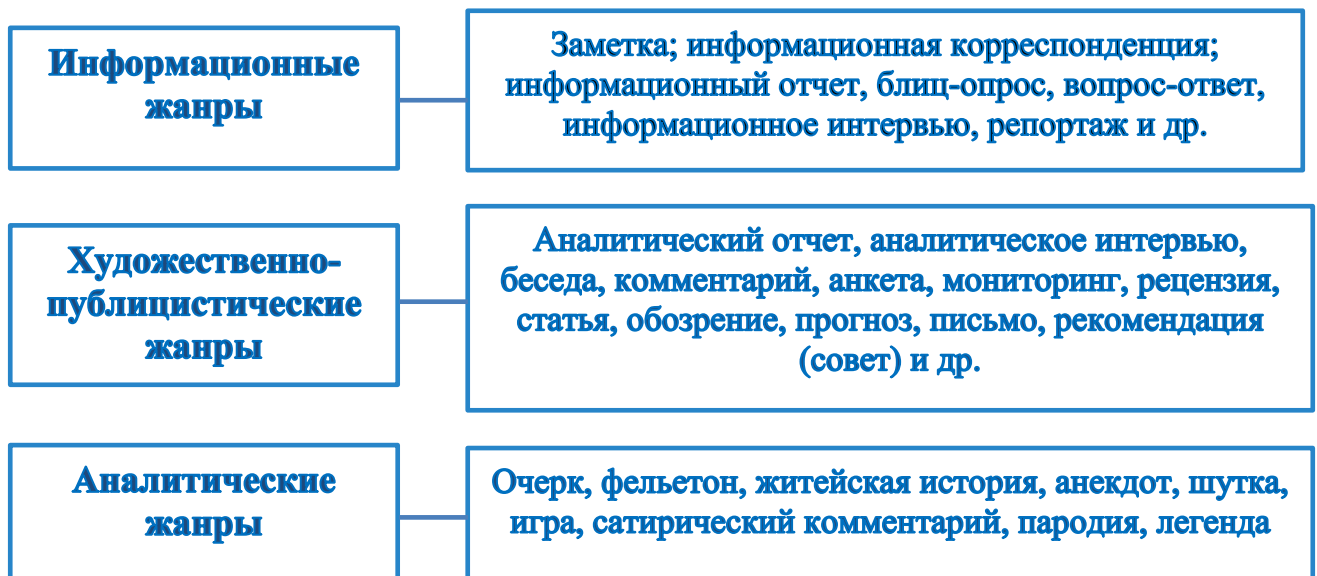 Информационные
жанры
Заметка; информационная корреспонденция;
информационный отчет, блиц-опрос, вопрос-ответ,
информационное интервью, репортаж и др.
Художественно-
публицистические
жанры
Аналитический отчет, аналитическое интервью,
беседа, комментарий, анкета, мониторинг, рецензия,
статья, обозрение, прогноз, письмо, рекомендация
(совет) и др.
Аналитические
жанры
Очерк, фельетон, житейская история, анекдот, шутка,
игра, сатирический комментарий, пародия, легенда